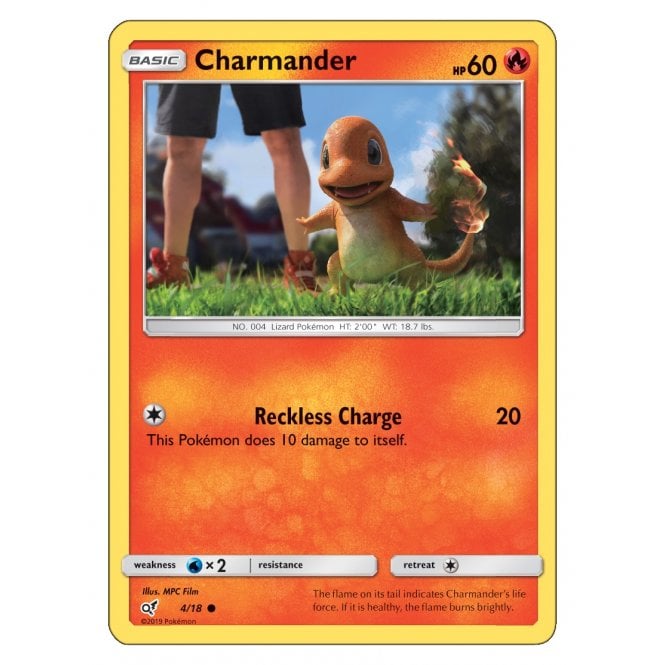 BASIC Charmander HP60
NO. 004 Lizard Pokémon HT: 2'00" WT: 18.7 lbs.
Reckless Charge 20
This Pokémon does 10 damage to itself.
weakness ×2 resistance retreat
Illus. MPC Film
4/18
©2019 Pokémon
The flame on its tail indicates Charmander's life
force. If it is healthy, the flame burns brightly.